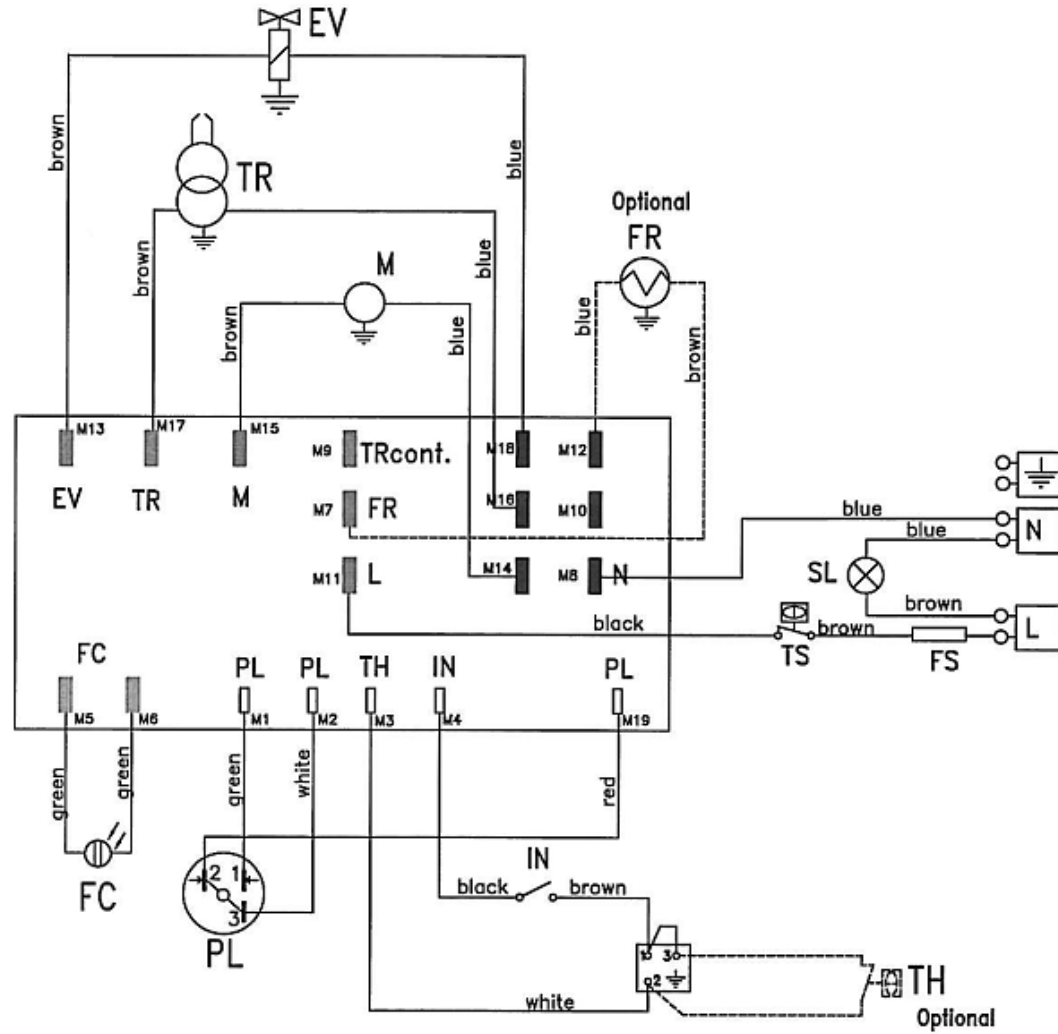 EV
brown
blue
TR
brown
blue
Optional
FR
M
brown
blue
blue
brown
M13
M17
M15
M9 TRcont.
M18
M12
EV
TR
M
M7 FR
M16
M10
M11 L
M14
M8 N
blue
blue
N
SL
brown
L
black
TS
brown
FS
FC
PL
PL
TH
IN
PL
M5
M6
M1
M2
M3
M4
M19
green
green
green
white
red
FC
2 1
3
PL
IN
black
brown
1 3
2
white
TH
Optional